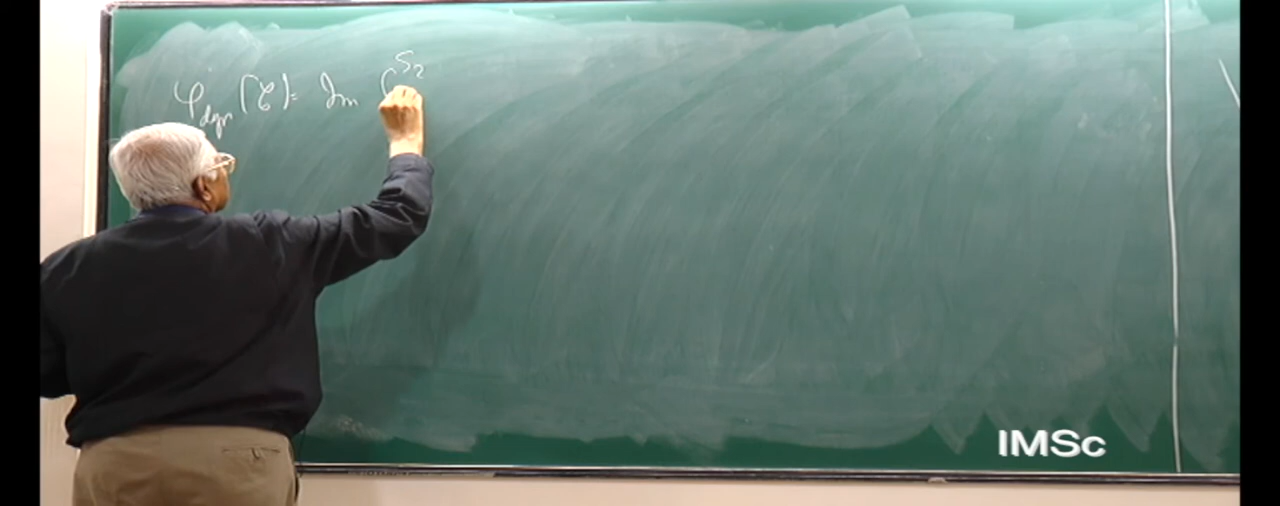 φ_dyn (γ) = Im ∫^{S_2}
IMSc